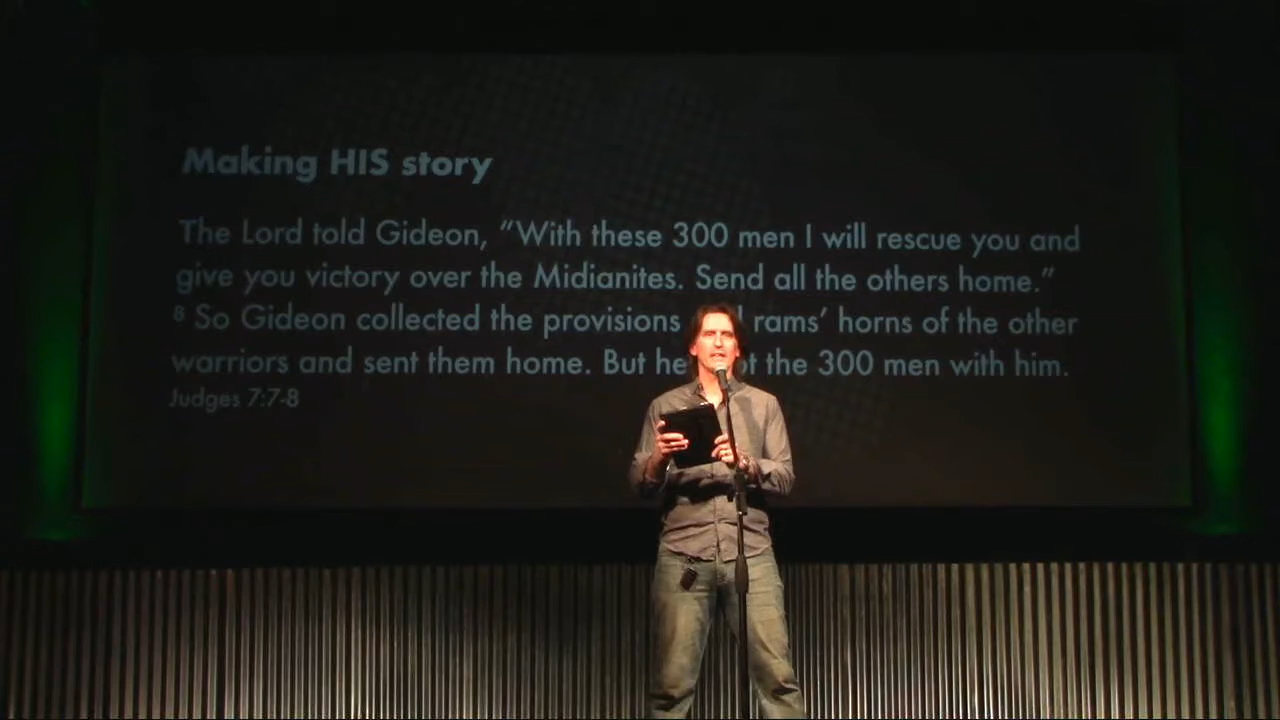 Making HIS story
The Lord told Gideon, “With these 300 men I will rescue you and
give you victory over the Midianites. Send all the others home.”
8 So Gideon collected the provisions rams’ horns of the other
warriors and sent them home. But he the 300 men with him.
Judges 7:7-8